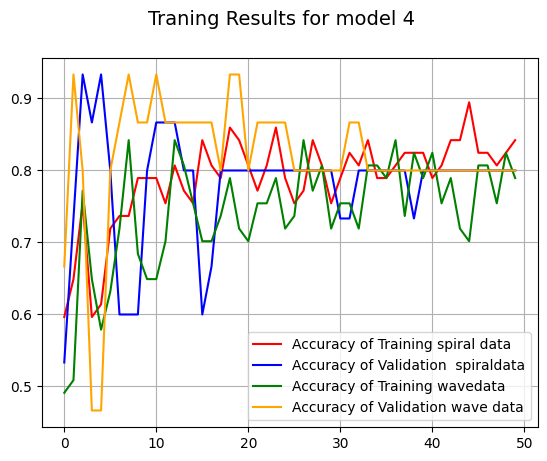 Traning Results for model 4
0.9
0.8
0.7
0.6
0.5
0 10 20 30 40 50
Accuracy of Training spiral data
Accuracy of Validation  spiraldata
Accuracy of Training wavedata
Accuracy of Validation wave data